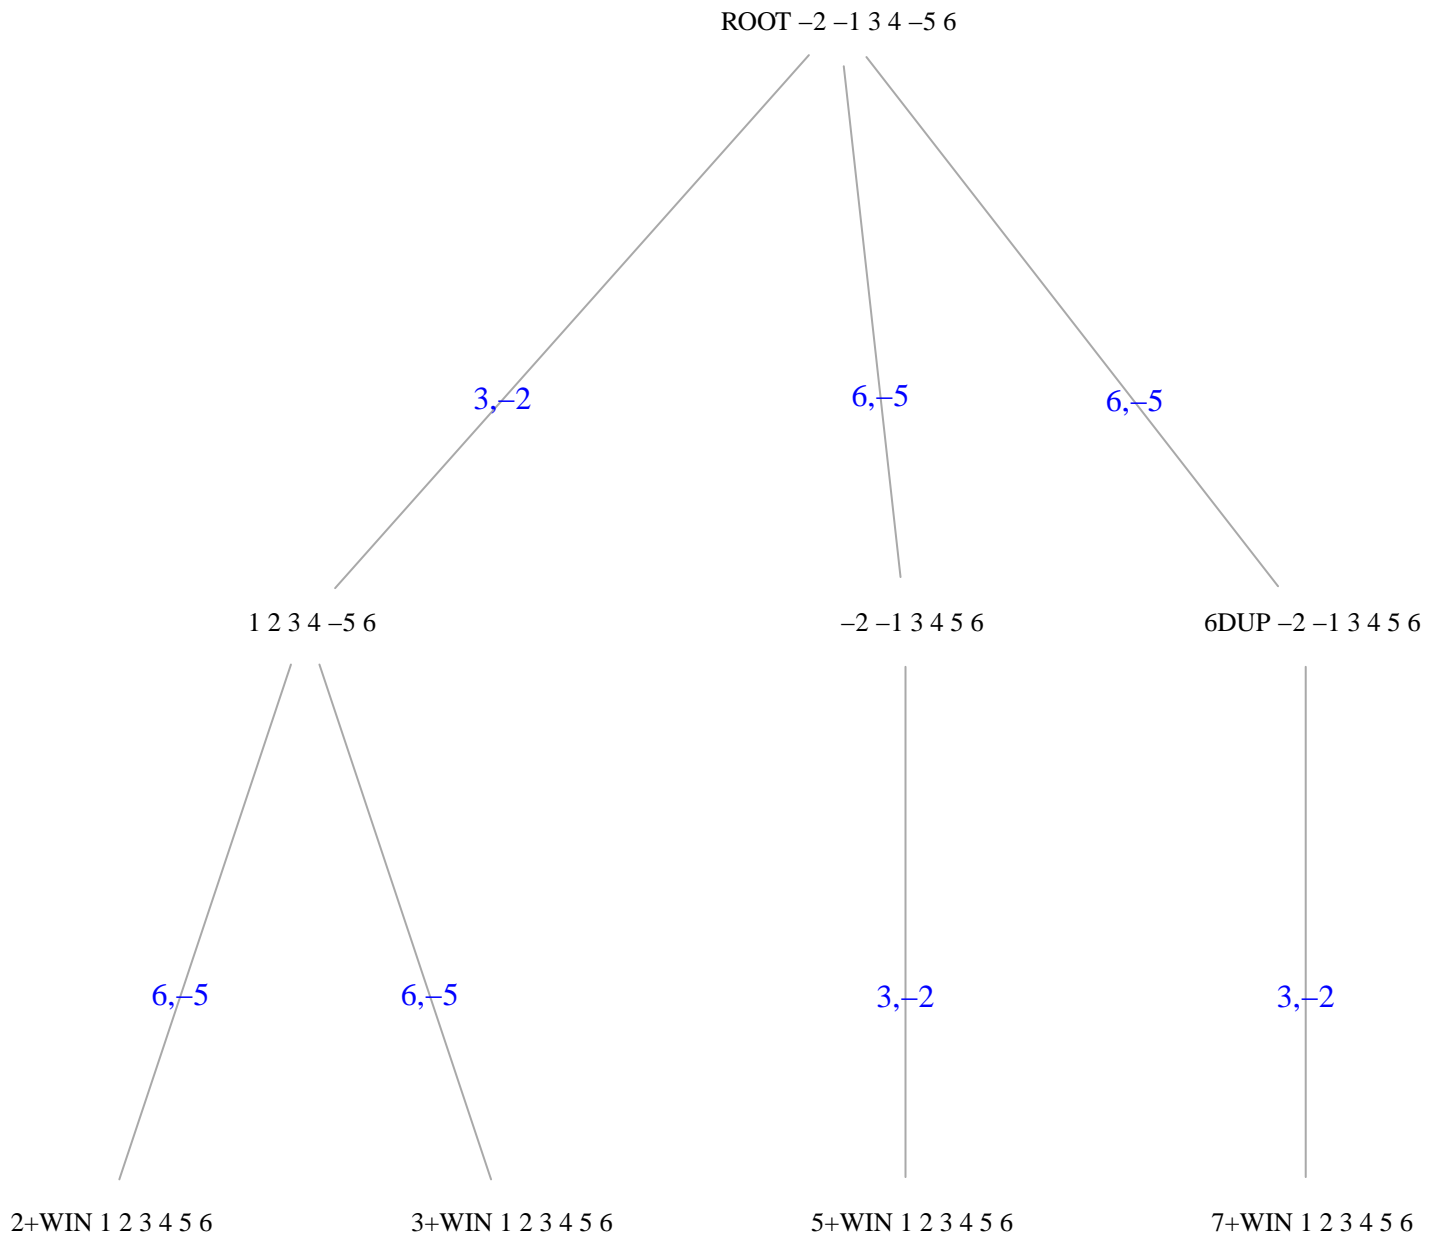 ROOT –2 –1 3 4 –5 6
3,–2
6,–5
6,–5
1 2 3 4 –5 6
–2 –1 3 4 5 6
6DUP –2 –1 3 4 5 6
6,–5
6,–5
3,–2
3,–2
2+WIN 1 2 3 4 5 6
3+WIN 1 2 3 4 5 6
5+WIN 1 2 3 4 5 6
7+WIN 1 2 3 4 5 6